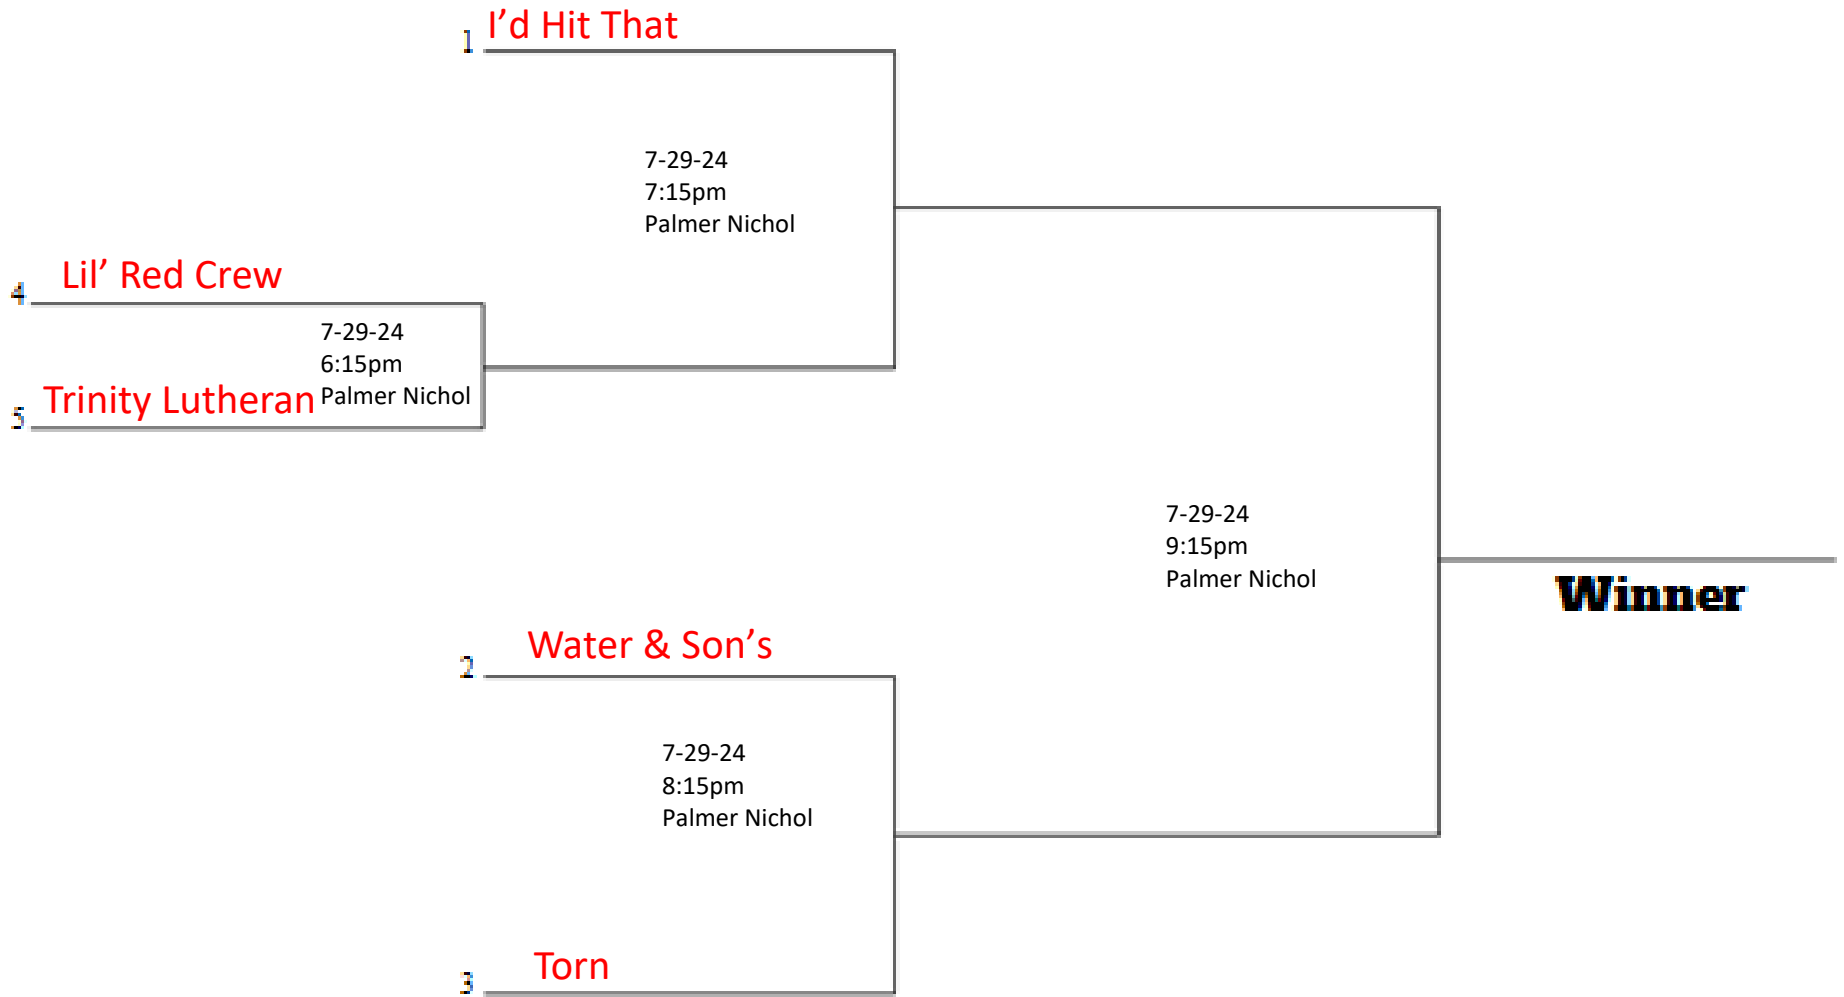 I’d Hit That
1
7-29-24
7:15pm
Palmer Nichol
Lil’ Red Crew
4
7-29-24
6:15pm
Palmer Nichol
Trinity Lutheran
5
7-29-24
9:15pm
Palmer Nichol
Winner
Water & Son’s
2
7-29-24
8:15pm
Palmer Nichol
Torn
3